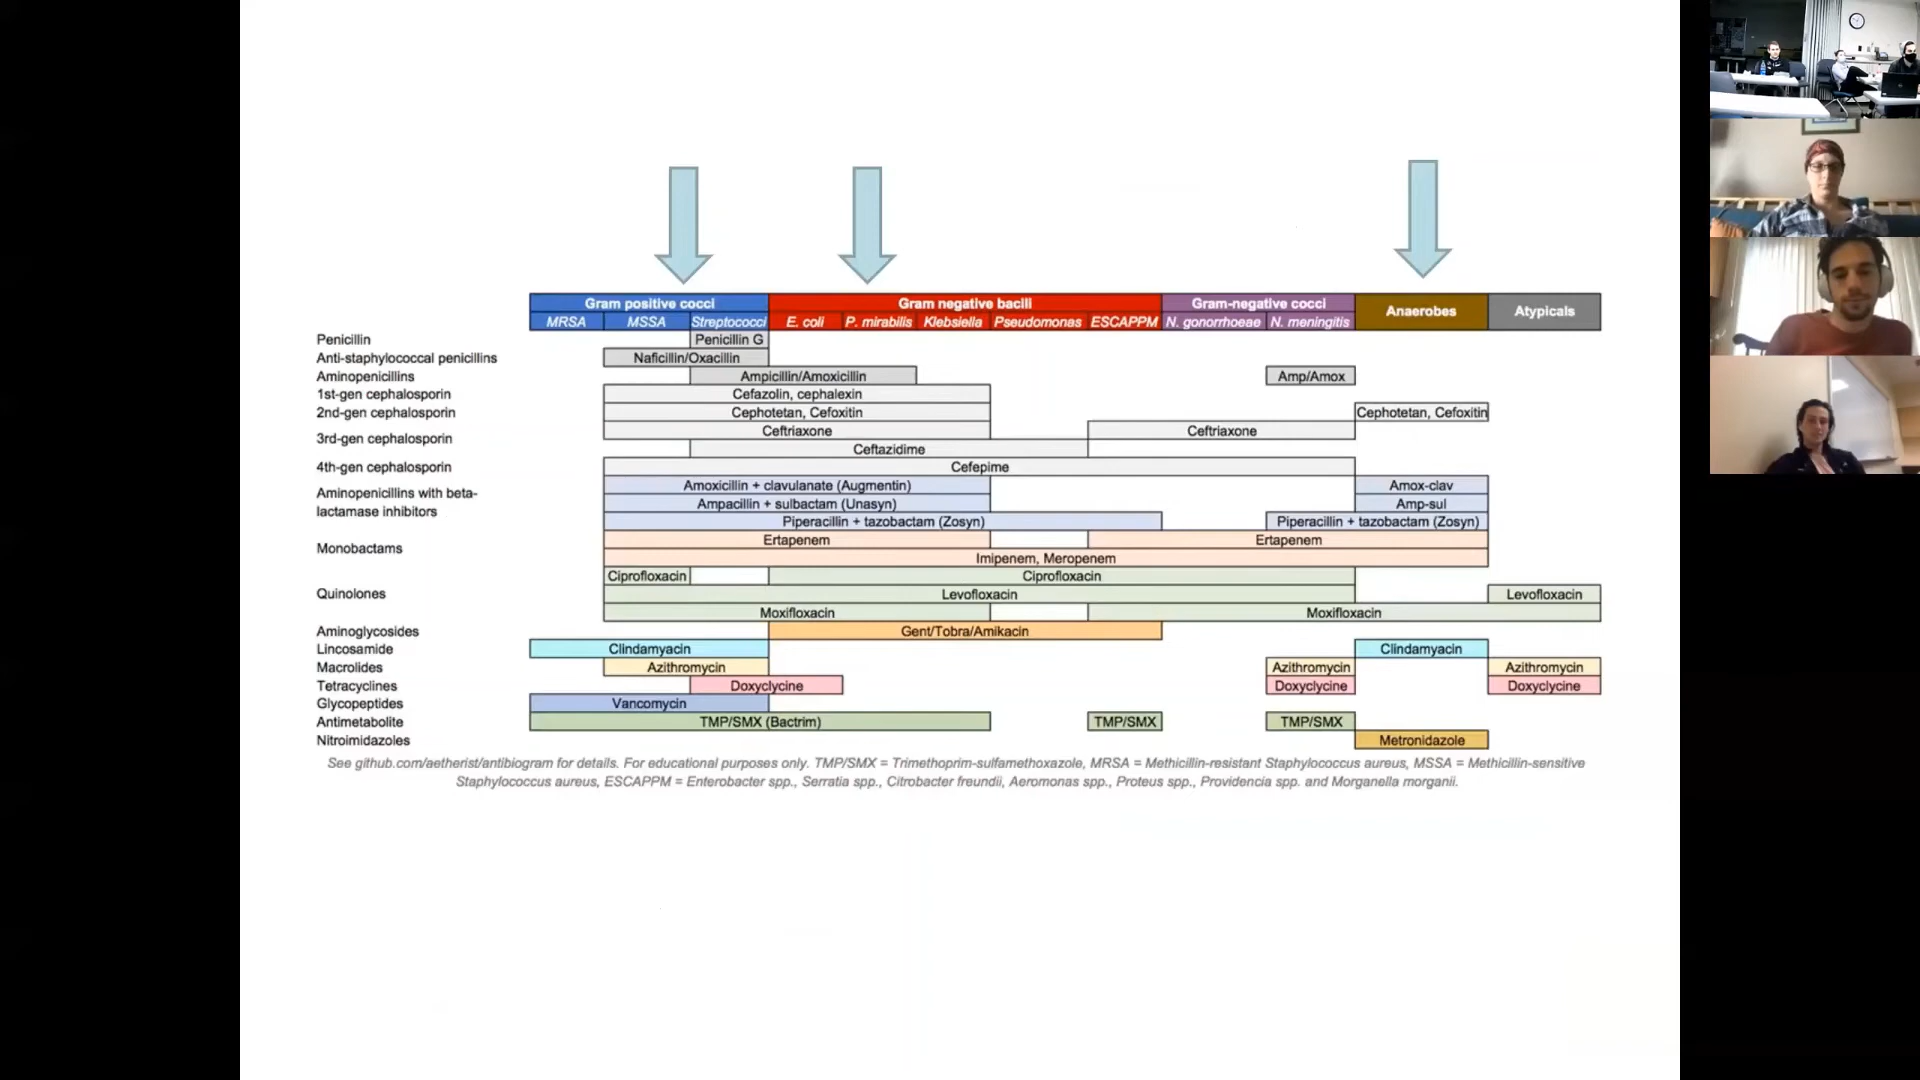 Gram positive cocci Gram negative bacili Gram-negative cocci Anaerobes Atypicals
MRSA MSSA Streptococci E. coli P. mirabilis Klebsiella Pseudomonas ESCAPPM N. gonorrhoeae N. meningitis
Penicillin Penicillin G
Anti-staphylococcal penicillins Naficillin/Oxacillin
Aminopenicillins Ampicillin/Amoxicillin Amp/Amox
1st-gen cephalosporin Cefazolin, cephalexin
2nd-gen cephalosporin Cephotetan, Cefoxitin Cephotetan, Cefoxitin
3rd-gen cephalosporin Ceftriaxone Ceftriaxone
Ceftazidime
4th-gen cephalosporin Cefepime
Aminopenicillins with beta-
lactamase inhibitors
Amoxicillin + clavulanate (Augmentin) Amox-clav
Ampacillin + sulbactam (Unasyn) Amp-sul
Piperacillin + tazobactam (Zosyn) Piperacillin + tazobactam (Zosyn)
Monobactams Ertapenem Ertapenem
Imipenem, Meropenem
Quinolones Ciprofloxacin Ciprofloxacin
Levofloxacin Levofloxacin
Moxifloxacin Moxifloxacin
Aminoglycosides Gent/Tobra/Amikacin
Lincosamide Clindamyacin Clindamyacin
Macrolides Azithromycin Azithromycin Azithromycin
Tetracyclines Doxyclycine Doxyclycine Doxyclycine
Glycopeptides Vancomycin
Antimetabolite TMP/SMX (Bactrim) TMP/SMX TMP/SMX
Nitroimidazoles Metronidazole
See github.com/aetherist/antibiogram for details. For educational purposes only. TMP/SMX = Trimethoprim-sulfamethoxazole, MRSA = Methicillin-resistant Staphylococcus aureus, MSSA = Methicillin-sensitive
Staphylococcus aureus, ESCAPPM = Enterobacter spp., Serratia spp., Citrobacter freundii, Aeromonas spp., Proteus spp., Providencia spp. and Morganella morganii.